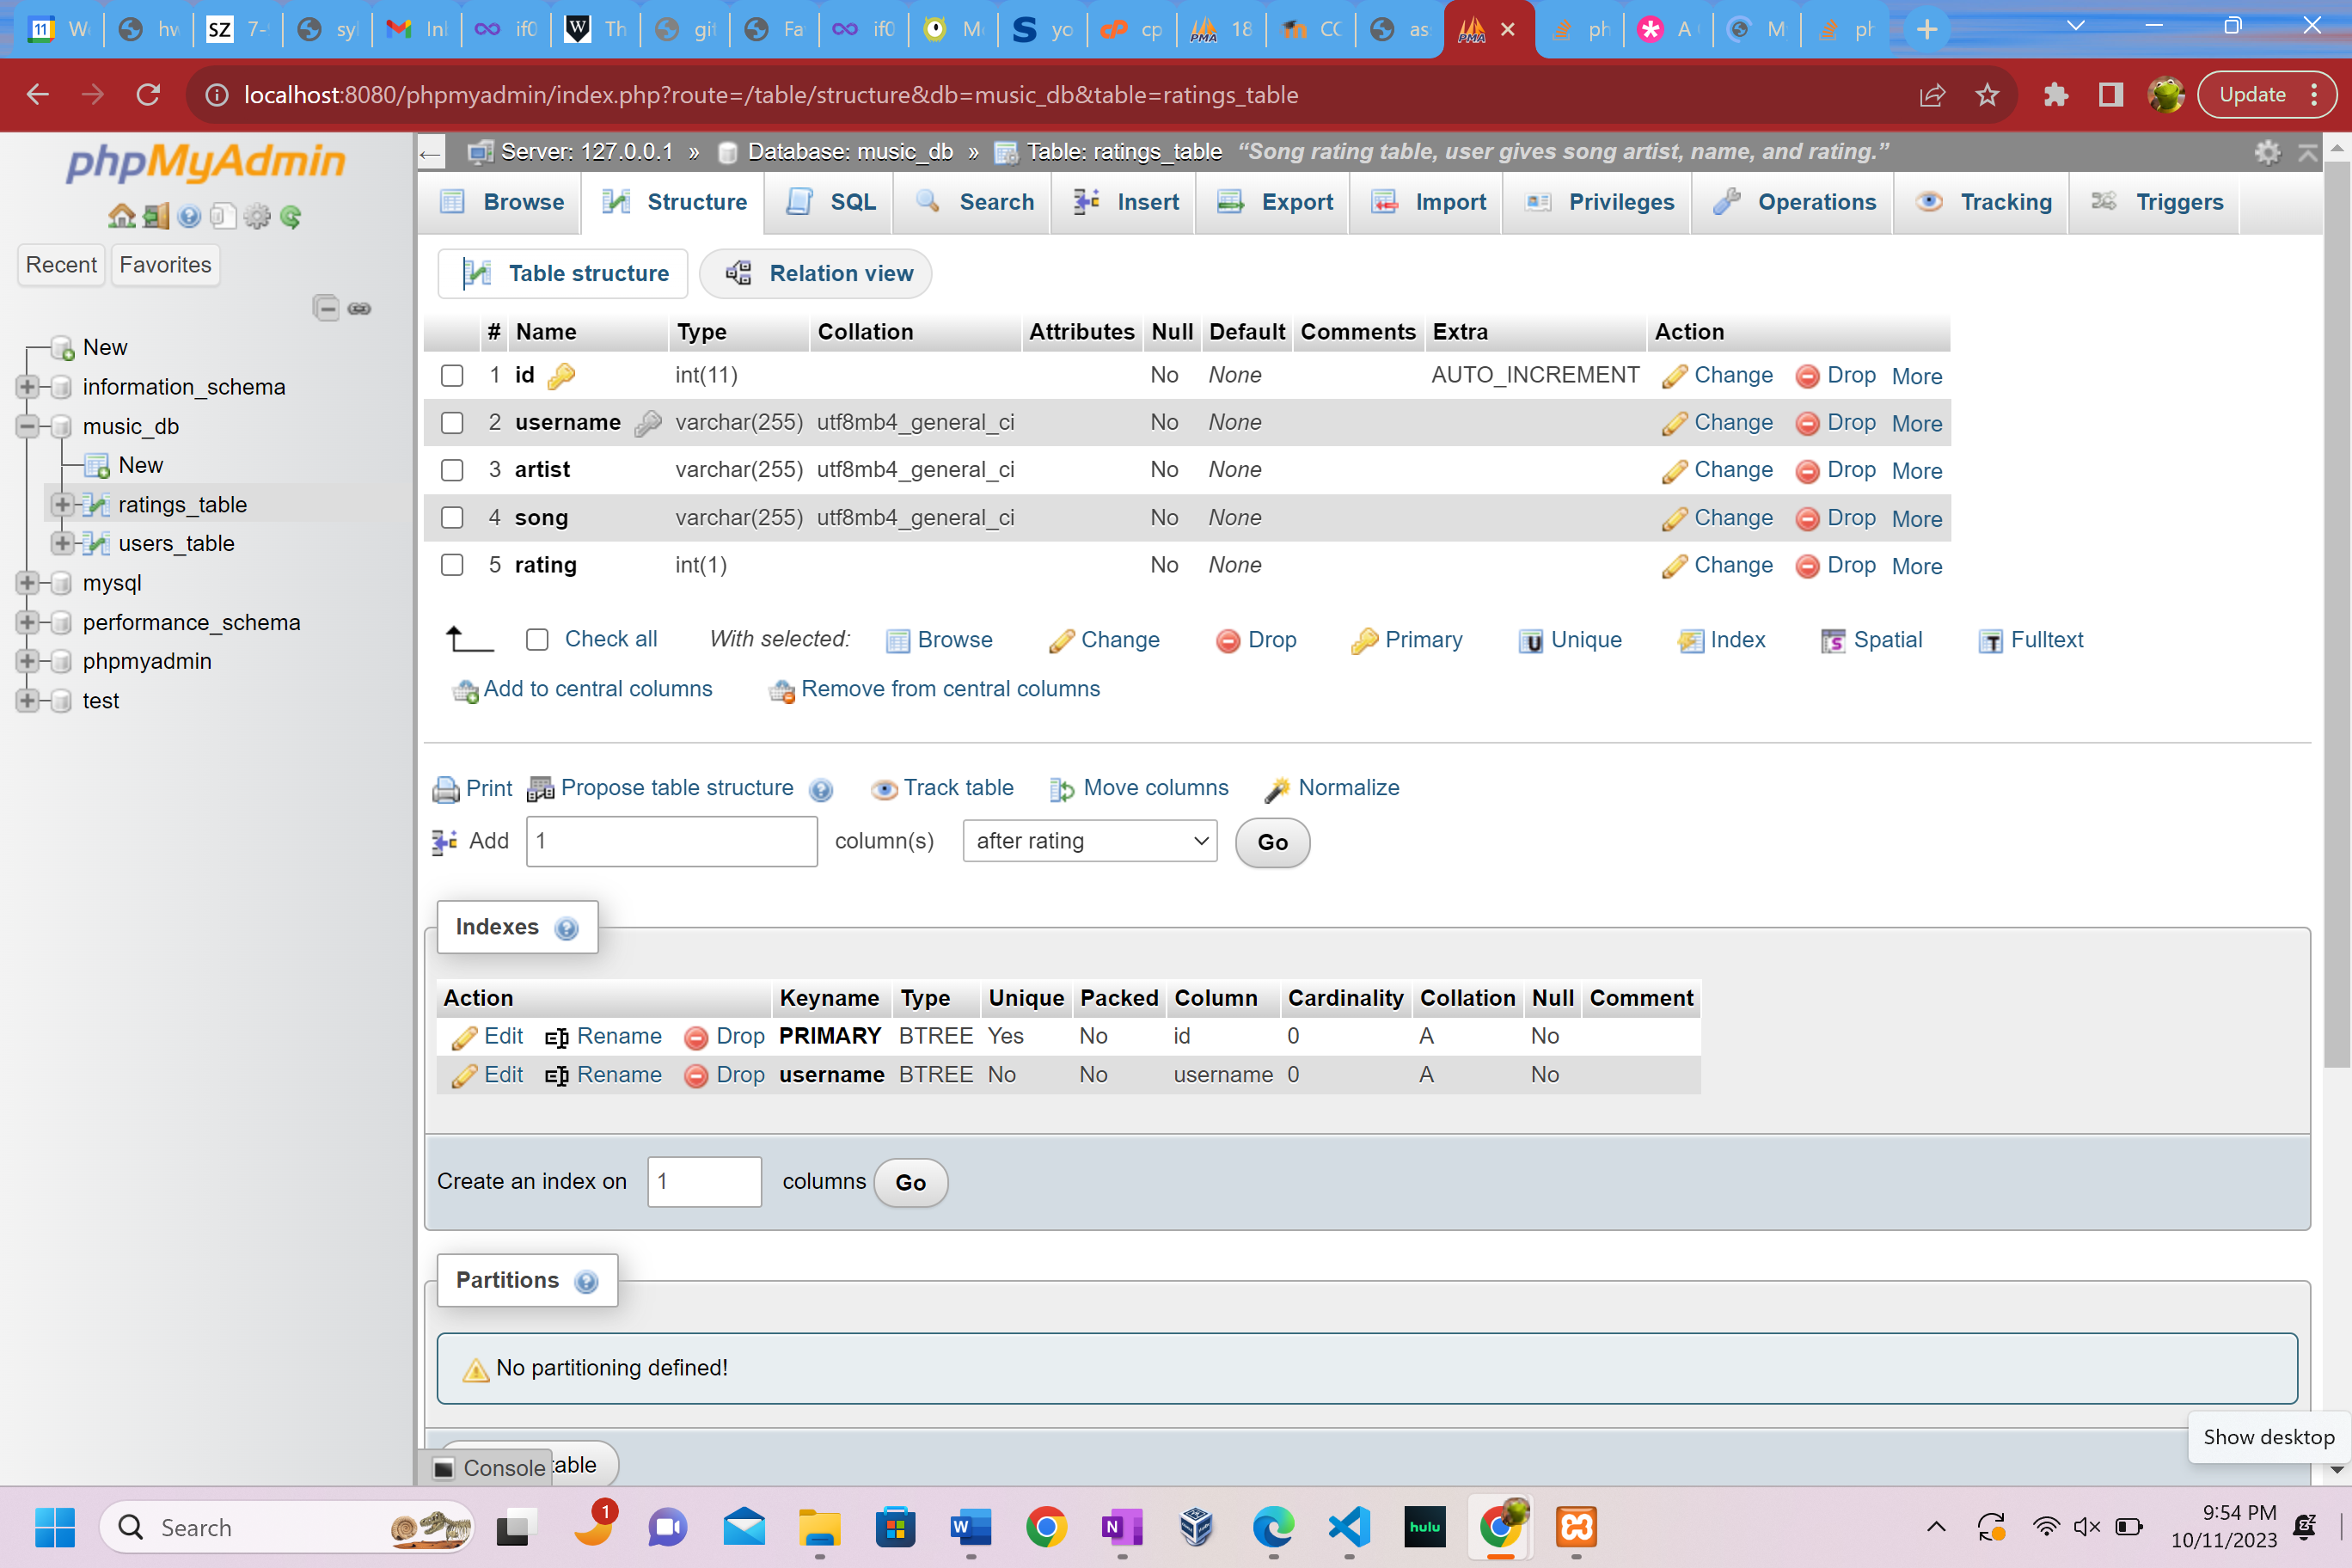 11 W hw SZ 7- sy In if0 W Th git Fa if0 M S yo cP cp PMA 18 CC as PMA ph A M ph
localhost:8080/phpmyadmin/index.php?route=/table/structure&db=music_db&table=ratings_table Update
phpMyAdmin
Recent Favorites
New
information_schema
music_db
New
ratings_table
users_table
mysql
performance_schema
phpmyadmin
test
Server: 127.0.0.1 » Database: music_db » Table: ratings_table “Song rating table, user gives song artist, name, and rating.”
Browse Structure SQL Search Insert Export Import Privileges Operations Tracking Triggers
Table structure Relation view
# Name Type Collation Attributes Null Default Comments Extra Action
1 id int(11) No None AUTO_INCREMENT Change Drop More
2 username varchar(255) utf8mb4_general_ci No None Change Drop More
3 artist varchar(255) utf8mb4_general_ci No None Change Drop More
4 song varchar(255) utf8mb4_general_ci No None Change Drop More
5 rating int(1) No None Change Drop More
Check all With selected: Browse Change Drop Primary U Unique Index S Spatial T Fulltext
Add to central columns Remove from central columns
Print Propose table structure Track table Move columns Normalize
Add 1 column(s) after rating Go
Indexes
Action Keyname Type Unique Packed Column Cardinality Collation Null Comment
Edit Rename Drop PRIMARY BTREE Yes No id 0 A No
Edit Rename Drop username BTREE No No username 0 A No
Create an index on 1 columns Go
Partitions
No partitioning defined!
Console table
Show desktop
Search 1 W N hulu
9:54 PM
10/11/2023